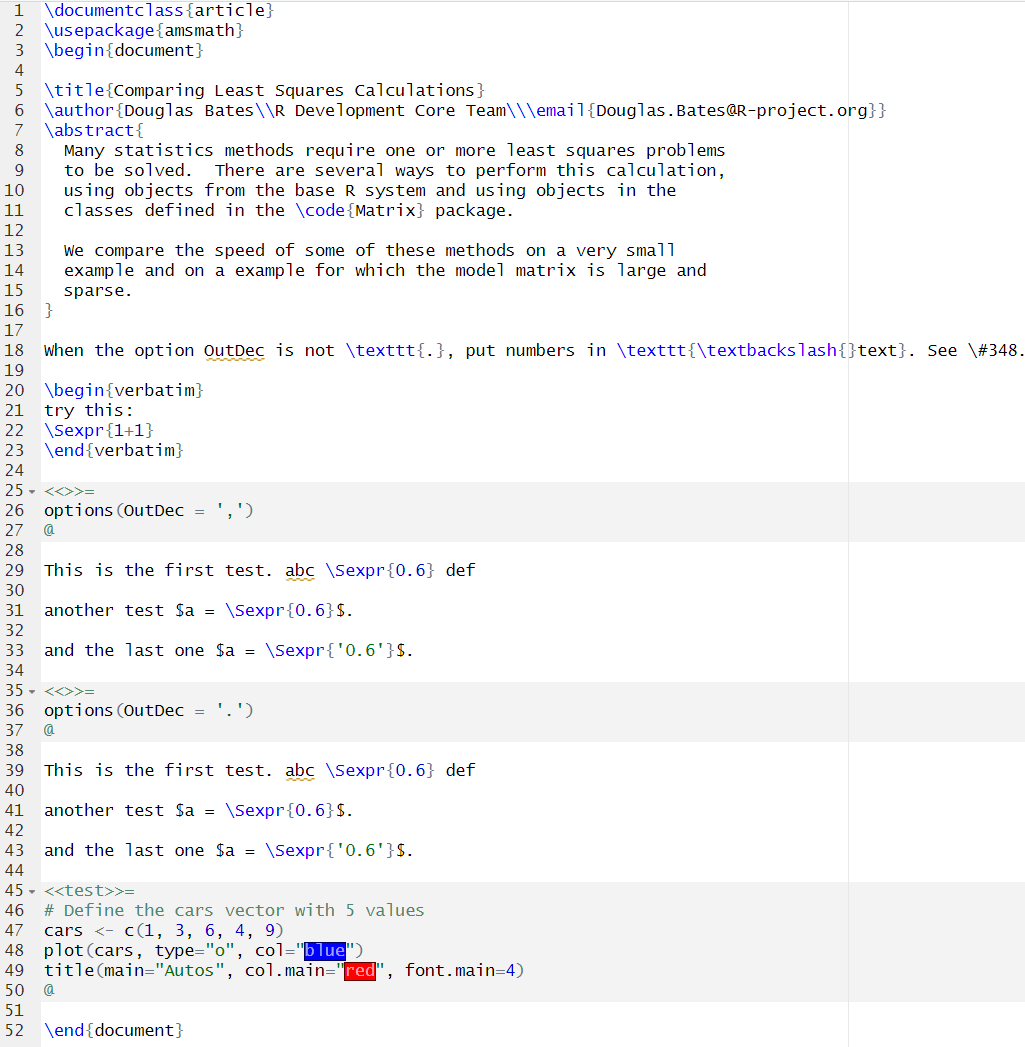 1 \documentclass{article}
2 \usepackage{amsmath}
3 \begin{document}
4
5 \title{Comparing Least Squares Calculations}
6 \author{Douglas Bates\\R Development Core Team\\\email{Douglas.Bates@R-project.org}}
7 \abstract{
8   Many statistics methods require one or more least squares problems
9   to be solved.  There are several ways to perform this calculation,
10   using objects from the base R system and using objects in the
11   classes defined in the \code{Matrix} package.
12
13   We compare the speed of some of these methods on a very small
14   example and on a example for which the model matrix is large and
15   sparse.
16 }
17
18 When the option OutDec is not \texttt{.}, put numbers in \texttt{\textbackslash{}text}. See \#348.
19
20 \begin{verbatim}
21 try this:
22 \Sexpr{1+1}
23 \end{verbatim}
24
25 <<>>=
26 options(OutDec = ',')
27 @
28
29 This is the first test. abc \Sexpr{0.6} def
30
31 another test $a = \Sexpr{0.6}$.
32
33 and the last one $a = \Sexpr{'0.6'}$.
34
35 <<>>=
36 options(OutDec = '.')
37 @
38
39 This is the first test. abc \Sexpr{0.6} def
40
41 another test $a = \Sexpr{0.6}$.
42
43 and the last one $a = \Sexpr{'0.6'}$.
44
45 <<test>>=
46 # Define the cars vector with 5 values
47 cars <- c(1, 3, 6, 4, 9)
48 plot(cars, type="o", col="blue")
49 title(main="Autos", col.main="red", font.main=4)
50 @
51
52 \end{document}